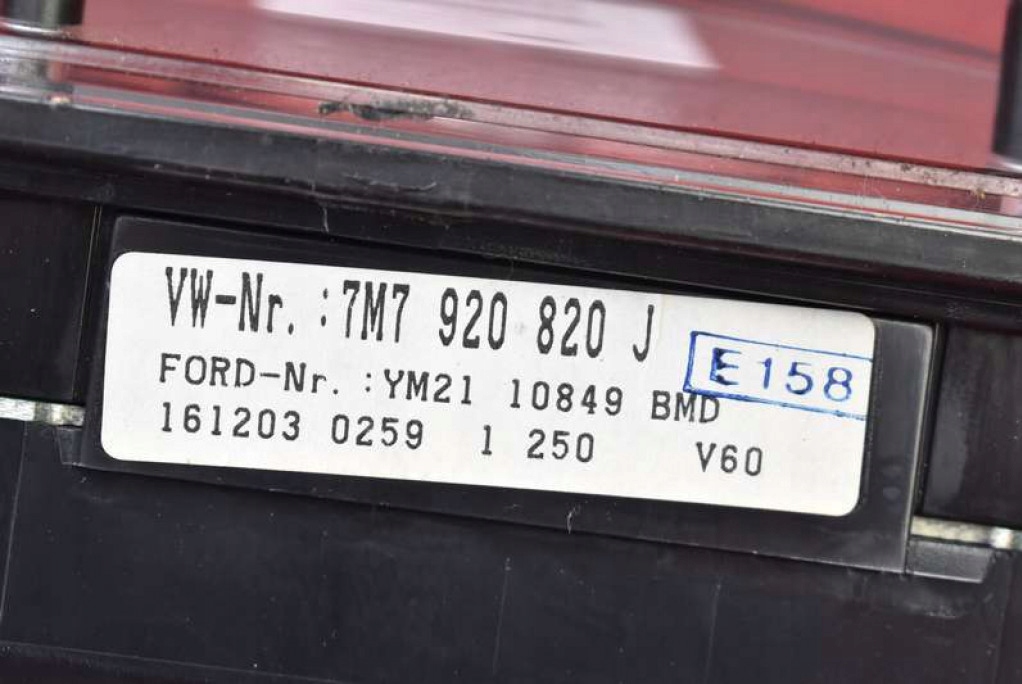 VW-Nr. :7M7 920 820 J
E158
FORD-Nr. :YM21 10849 BMD
161203 0259 1 250 V60